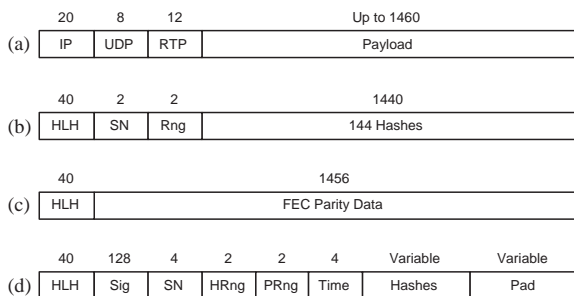 20 8 12 Up to 1460
(a) IP UDP RTP Payload
40 2 2 1440
(b) HLH SN Rng 144 Hashes
40 1456
(c) HLH FEC Parity Data
40 128 4 2 2 4 Variable Variable
(d) HLH Sig SN HRng PRng Time Hashes Pad